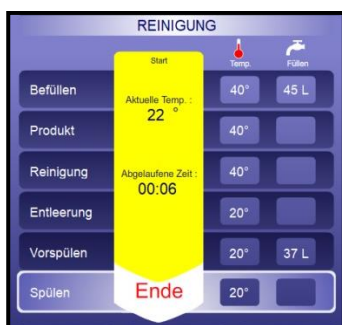 REINIGUNG
Start
Temp.
Füllen
Befüllen
Aktuelle Temp. :
22 °
40°
45 L
Produkt
40°
Reinigung
Abgelaufene Zeit :
00:06
40°
Entleerung
20°
Vorspülen
20°
37 L
Spülen
Ende
20°